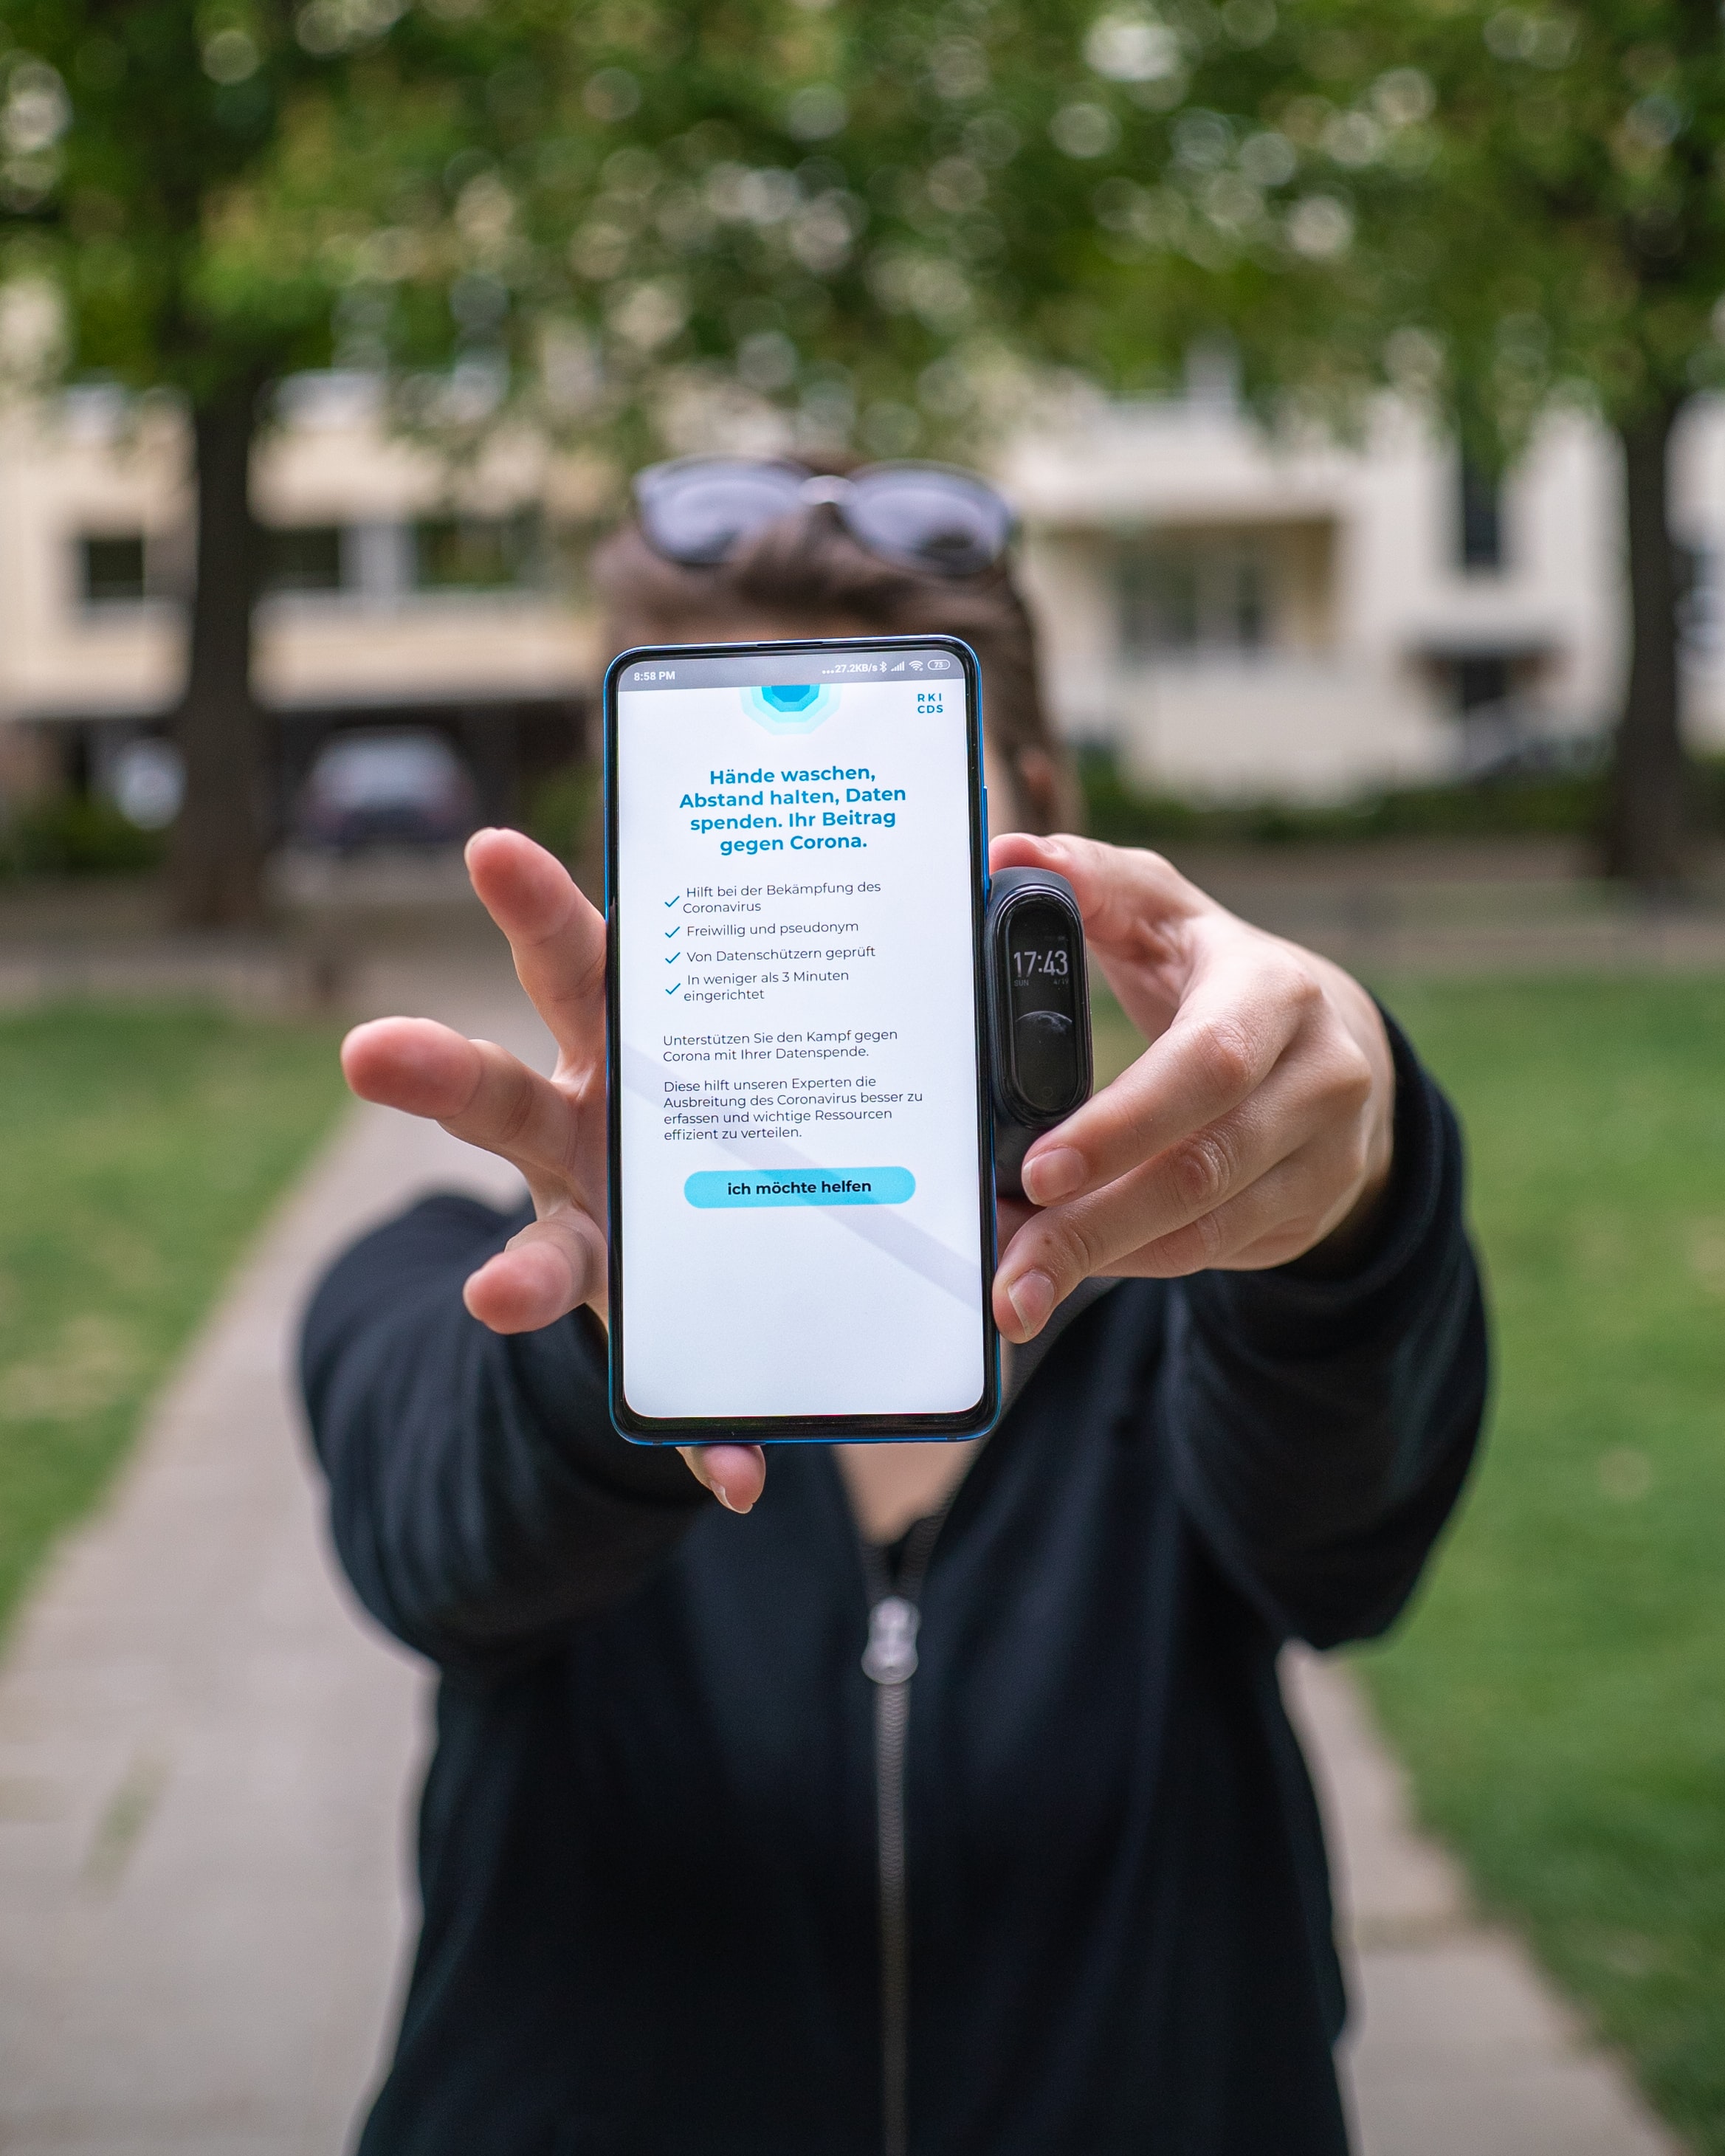 8:58 PM
...27.2KB/s
73
RKI
CDS
Hände waschen,
Abstand halten, Daten
spenden. Ihr Beitrag
gegen Corona.
Hilft bei der Bekämpfung des
Coronavirus
Freiwillig und pseudonym
Von Datenschützern geprüft
In weniger als 3 Minuten
eingerichtet
Unterstützen Sie den Kampf gegen
Corona mit Ihrer Datenspende.
Diese hilft unseren Experten die
Ausbreitung des Coronavirus besser zu
erfassen und wichtige Ressourcen
effizient zu verteilen.
ich möchte helfen
17:43
SUN